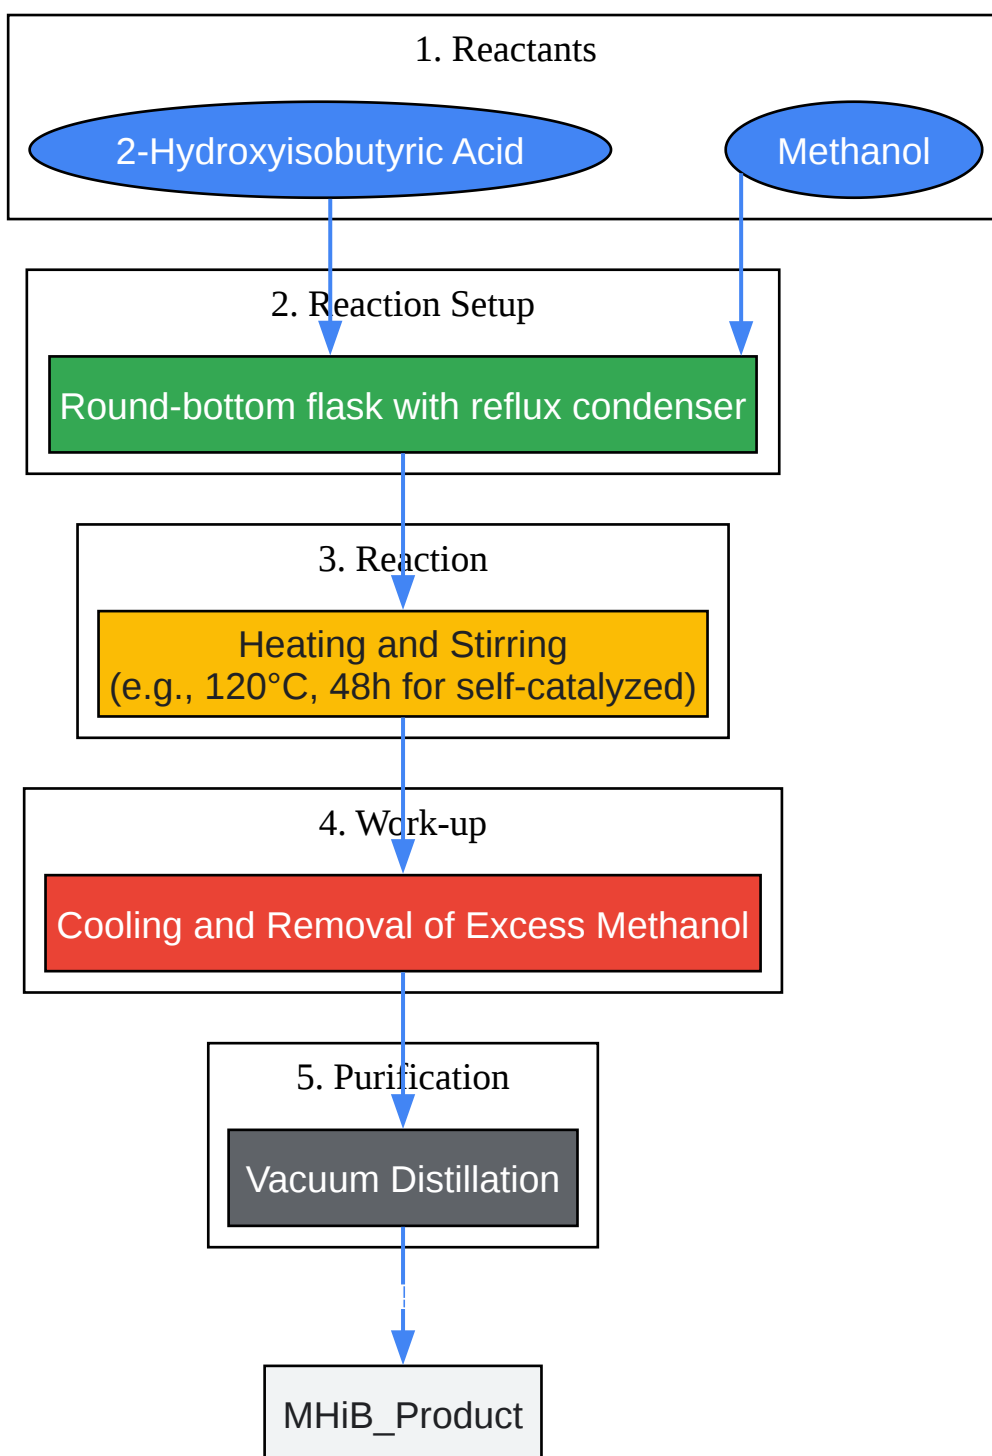 1. Reactants
2-Hydroxyisobutyric Acid
Methanol
2. Reaction Setup
Round-bottom flask with reflux condenser
3. Reaction
Heating and Stirring
(e.g., 120°C, 48h for self-catalyzed)
4. Work-up
Cooling and Removal of Excess Methanol
5. Purification
Vacuum Distillation
MHiB_Product